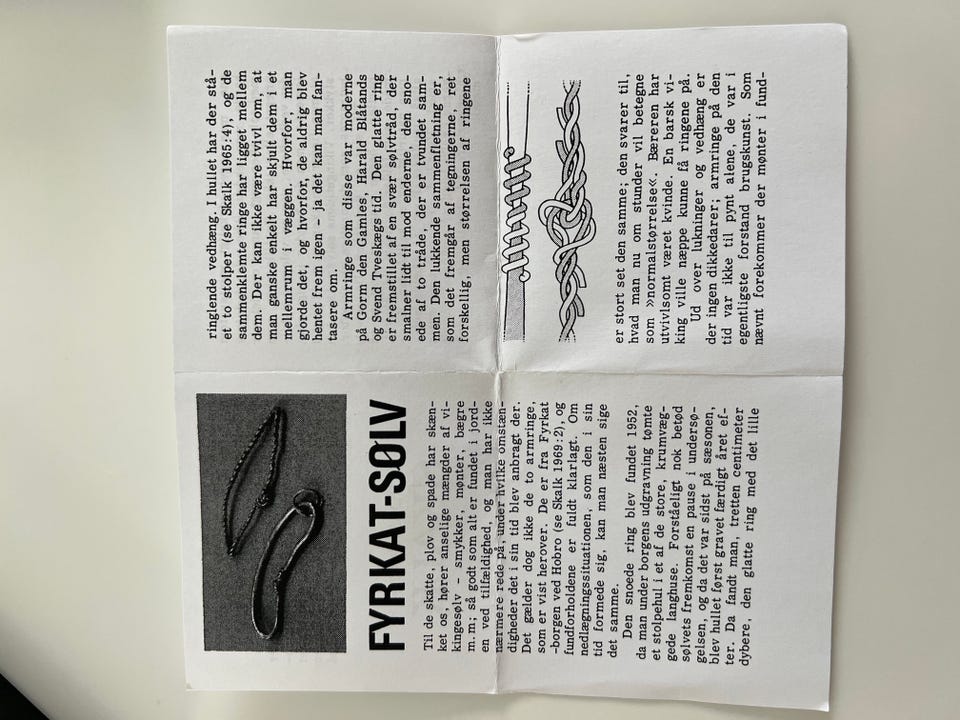 FYRKAT-SØLV
Til de skatte, plov og spade har skæn-
ket os, hører anselige mængder af vi-
kingesølv - smykker, mønter, bægre
m.m; så godt som alt er fundet i jord-
en ved tilfældighed, og man har ikke
nærmere rede på, under hvilke omstæn-
digheder det i sin tid blev anbragt der.
Det gælder dog ikke de to armringe,
som er vist herover. De er fra Fyrkat
-borgen ved Hobro (se Skalk 1969:2), og
fundforholdene er fuldt klarlagt. Om
nedlægningssituationen, som den i sin
tid formede sig, kan man næsten sige
det samme.
Den snoede ring blev fundet 1952,
da man under borgens udgravning tømte
et stolpehul i et af de store, krumvæg-
gede langhuse. Forståeligt nok betød
sølvets fremkomst en pause i undersø-
gelsen, og da det var sidst på sæsonen,
blev hullet først gravet færdigt året ef-
ter. Da fandt man, tretten centimeter
dybere, den glatte ring med det lille
ringlende vedhæng. I hullet har der stå-
et to stolper (se Skalk 1965:4), og de
sammenklemte ringe har ligget mellem
dem. Der kan ikke være tvivl om, at
man ganske enkelt har skjult dem i et
mellemrum i væggen. Hvorfor, man
gjorde det, og hvorfor, de aldrig blev
hentet frem igen - ja det kan man fan-
tasere om.
Armringe som disse var moderne
på Gorm den Gamles, Harald Blåtands
og Svend Tveskægs tid. Den glatte ring
er fremstillet af en svær sølvtråd, der
smalner lidt til mod enderne, den sno-
ede af to tråde, der er tvundet sam-
men. Den lukkende sammenfletning er,
som det fremgår af tegningerne, ret
forskellig, men størrelsen af ringene
er stort set den samme; den svarer til,
hvad man nu om stunder vil betegne
som »normalstørrelse«. Bæreren har
utvivlsomt været kvinde. En barsk vi-
king ville næppe kunne få ringene på.
Ud over lukninger og vedhæng er
der ingen dikkedarer; armringe på den
tid var ikke til pynt alene, de var i
egentligste forstand brugskunst. Som
nævnt forekommer der mønter i fund-